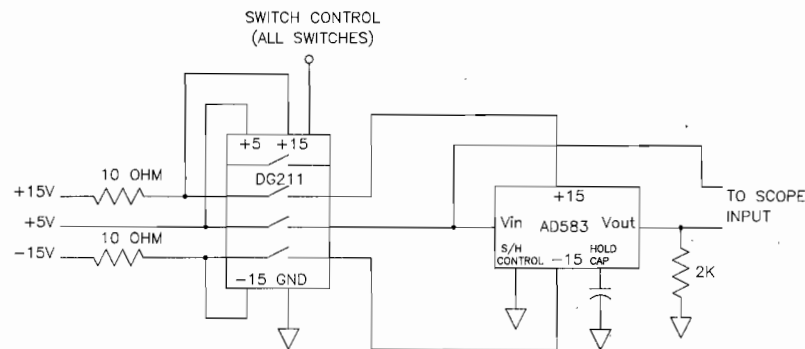 SWITCH CONTROL
(ALL SWITCHES)
+5 +15
10 OHM
DG211
+15V
+5V
10 OHM
-15V
-15 GND
+15
Vin AD583 Vout
S/H
CONTROL
-15
HOLD
CAP
TO SCOPE
INPUT
2K